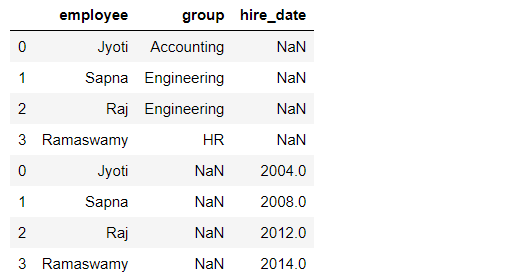 employee group hire_date
0 Jyoti Accounting NaN
1 Sapna Engineering NaN
2 Raj Engineering NaN
3 Ramaswamy HR NaN
0 Jyoti NaN 2004.0
1 Sapna NaN 2008.0
2 Raj NaN 2012.0
3 Ramaswamy NaN 2014.0